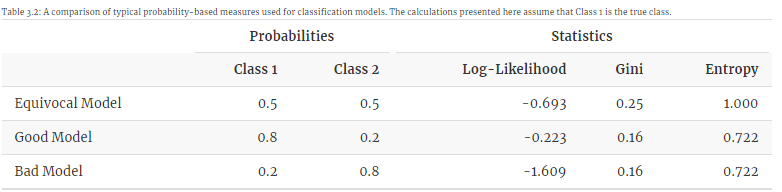 Table 3.2: A comparison of typical probability-based measures used for classification models. The calculations presented here assume that Class 1 is the true class.
Probabilities Statistics
Class 1 Class 2 Log-Likelihood Gini Entropy
Equivocal Model 0.5 0.5 -0.693 0.25 1.000
Good Model 0.8 0.2 -0.223 0.16 0.722
Bad Model 0.2 0.8 -1.609 0.16 0.722